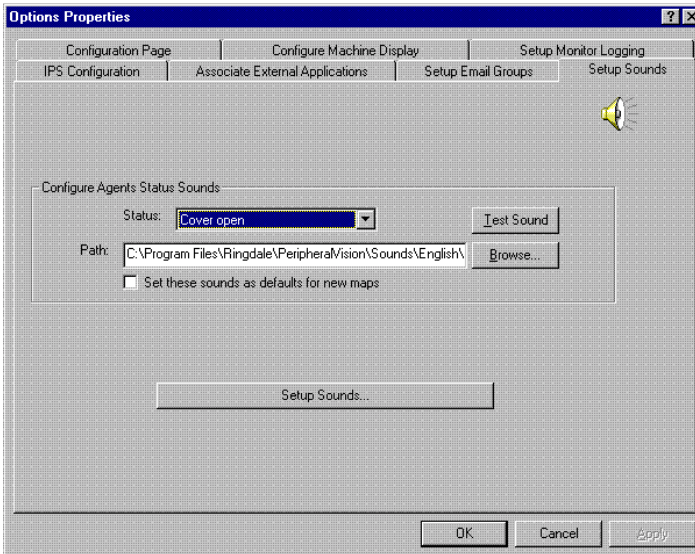 Options Properties
Configuration Page Configure Machine Display Setup Monitor Logging
IPS Configuration Associate External Applications Setup Email Groups Setup Sounds
Configure Agents Status Sounds
Status: Cover open Test Sound
Path: C:\Program Files\Ringdale\PeripheraVision\Sounds\English\ Browse...
Set these sounds as defaults for new maps
Setup Sounds...
OK Cancel Apply